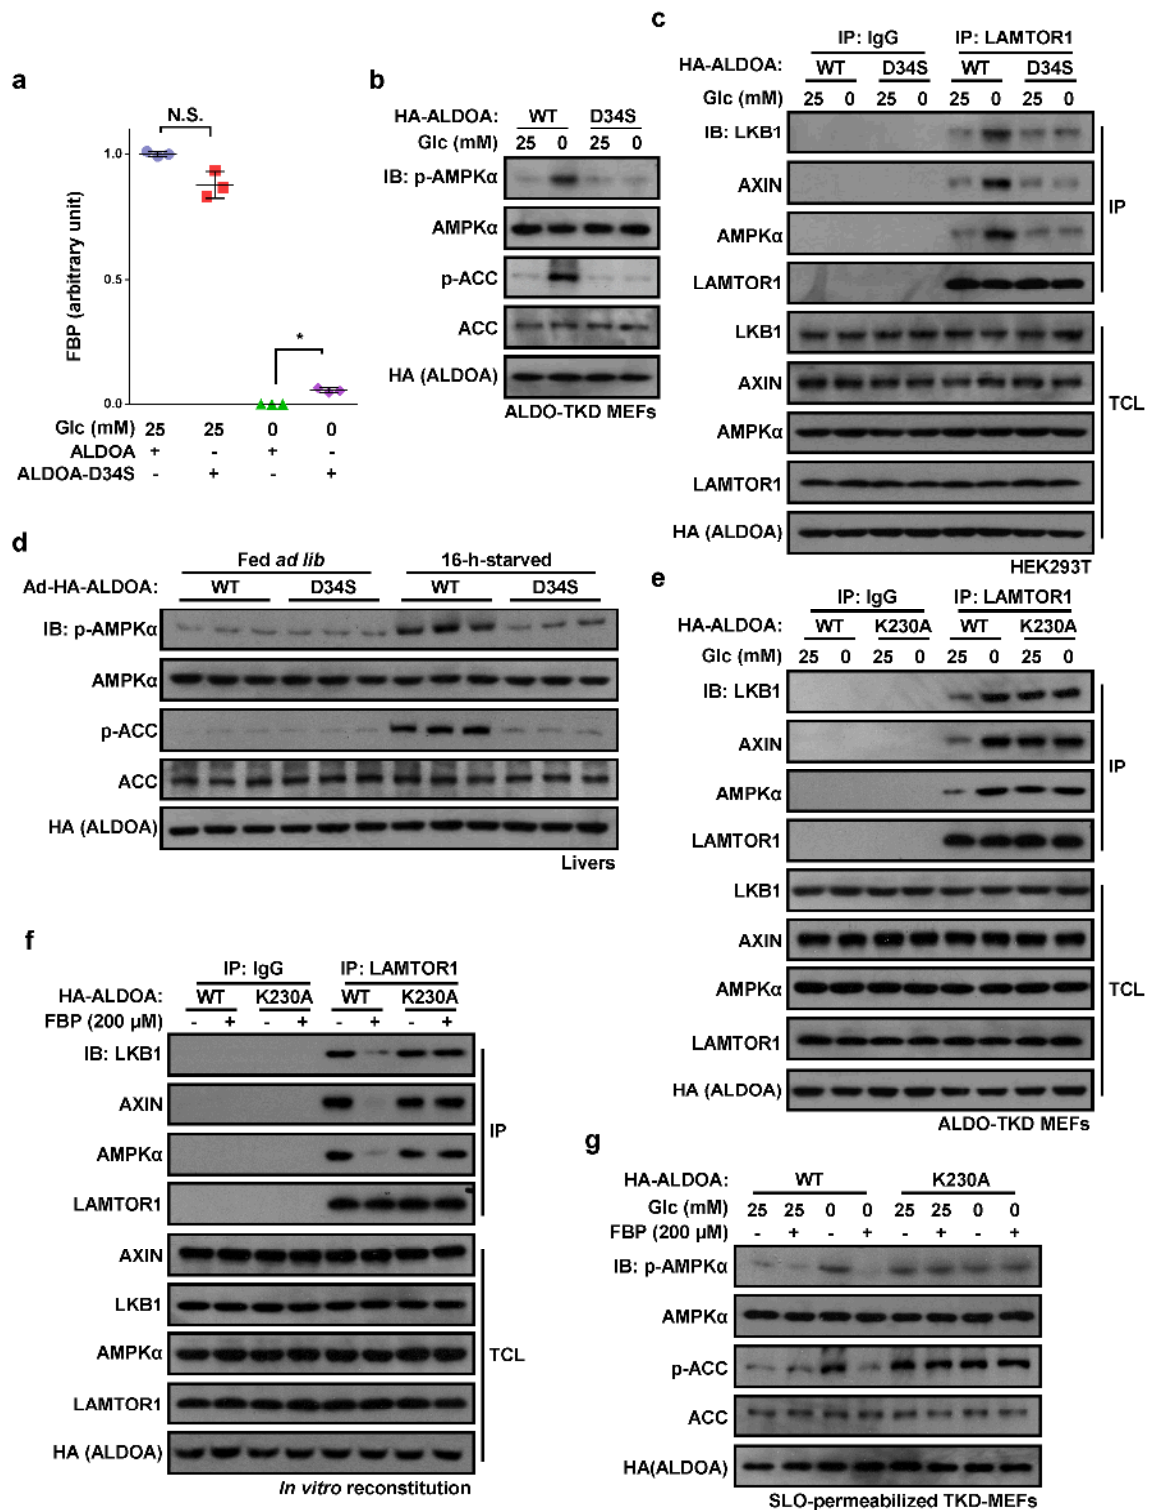 a
N.S.
1.0
FBP (arbitrary unit)
0.5
*
0.0
Glc (mM) 25 25 0 0
ALDOA + - + -
ALDOA-D34S - + - +
b
HA-ALDOA: WT D34S
Glc (mM) 25 0 25 0
IB: p-AMPKα
AMPKα
p-ACC
ACC
HA (ALDOA)
ALDO-TKD MEFs
c
IP: IgG IP: LAMTOR1
HA-ALDOA: WT D34S WT D34S
Glc (mM) 25 0 25 0 25 0 25 0
IB: LKB1
AXIN
AMPKα
LAMTOR1
IP
LKB1
AXIN
AMPKα
LAMTOR1
HA (ALDOA)
TCL
HEK293T
d
Fed ad lib 16-h-starved
Ad-HA-ALDOA: WT D34S WT D34S
IB: p-AMPKα
AMPKα
p-ACC
ACC
HA (ALDOA)
Livers
e
IP: IgG IP: LAMTOR1
HA-ALDOA: WT K230A WT K230A
Glc (mM) 25 0 25 0 25 0 25 0
IB: LKB1
AXIN
AMPKα
LAMTOR1
IP
LKB1
AXIN
AMPKα
LAMTOR1
HA (ALDOA)
TCL
ALDO-TKD MEFs
f
IP: IgG IP: LAMTOR1
HA-ALDOA: WT K230A WT K230A
FBP (200 μM) - + - + - + - +
IB: LKB1
AXIN
AMPKα
LAMTOR1
IP
AXIN
LKB1
AMPKα
LAMTOR1
HA (ALDOA)
TCL
In vitro reconstitution
g
HA-ALDOA: WT K230A
Glc (mM) 25 25 0 0 25 25 0 0
FBP (200 μM) - + - + - + - +
IB: p-AMPKα
AMPKα
p-ACC
ACC
HA(ALDOA)
SLO-permeabilized TKD-MEFs